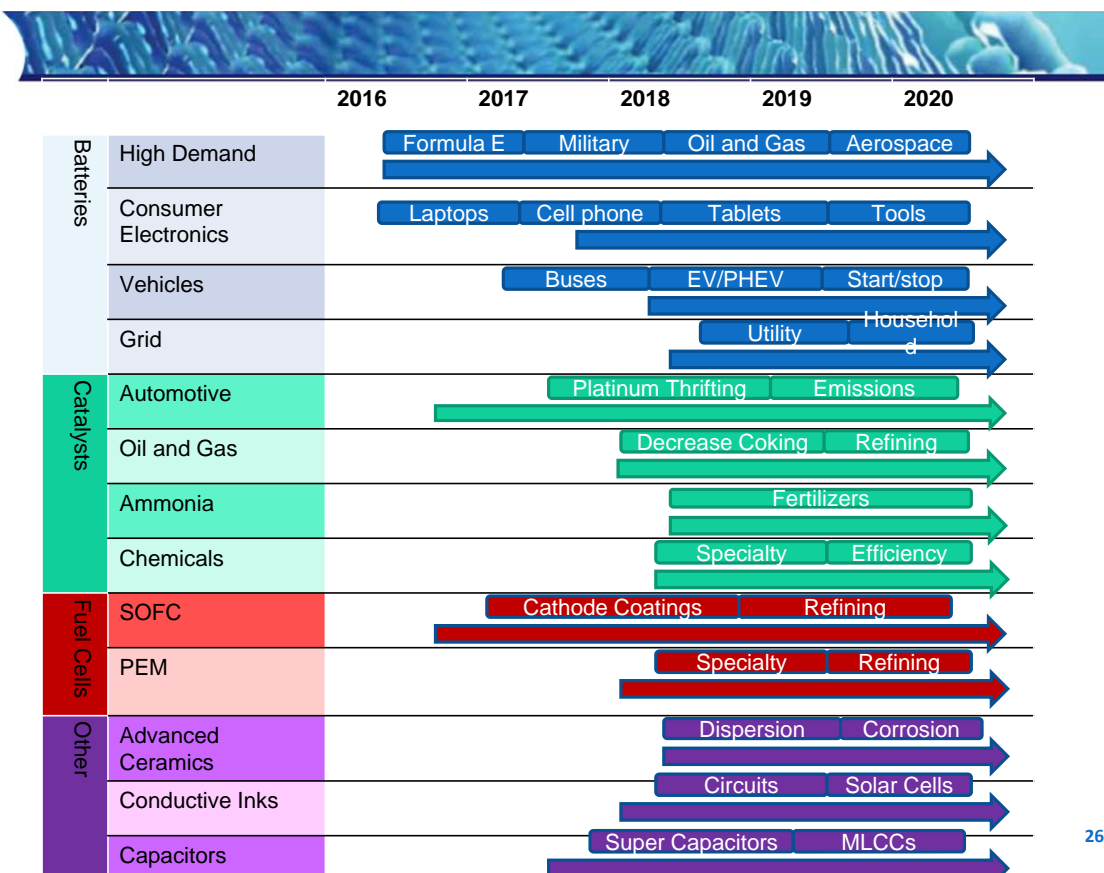 2016 2017 2018 2019 2020
Batteries
High Demand
Formula E Military Oil and Gas Aerospace
Consumer
Electronics
Laptops Cell phone Tablets Tools
Vehicles
Buses EV/PHEV Start/stop
Grid
Utility Househol
d
Catalysts
Automotive
Platinum Thrifting Emissions
Oil and Gas
Decrease Coking Refining
Ammonia
Fertilizers
Chemicals
Specialty Efficiency
Fuel Cells
SOFC
Cathode Coatings Refining
PEM
Specialty Refining
Other
Advanced
Ceramics
Dispersion Corrosion
Conductive Inks
Circuits Solar Cells
Capacitors
Super Capacitors MLCCs
26